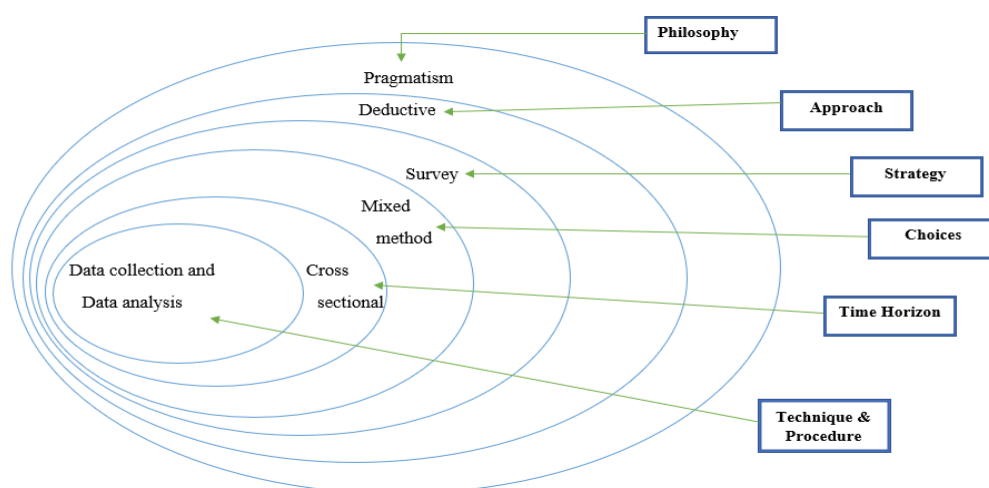 Philosophy
Pragmatism
Deductive
Approach
Survey
Strategy
Mixed
method
Choices
Data collection and
Data analysis
Cross
sectional
Time Horizon
Technique &
Procedure